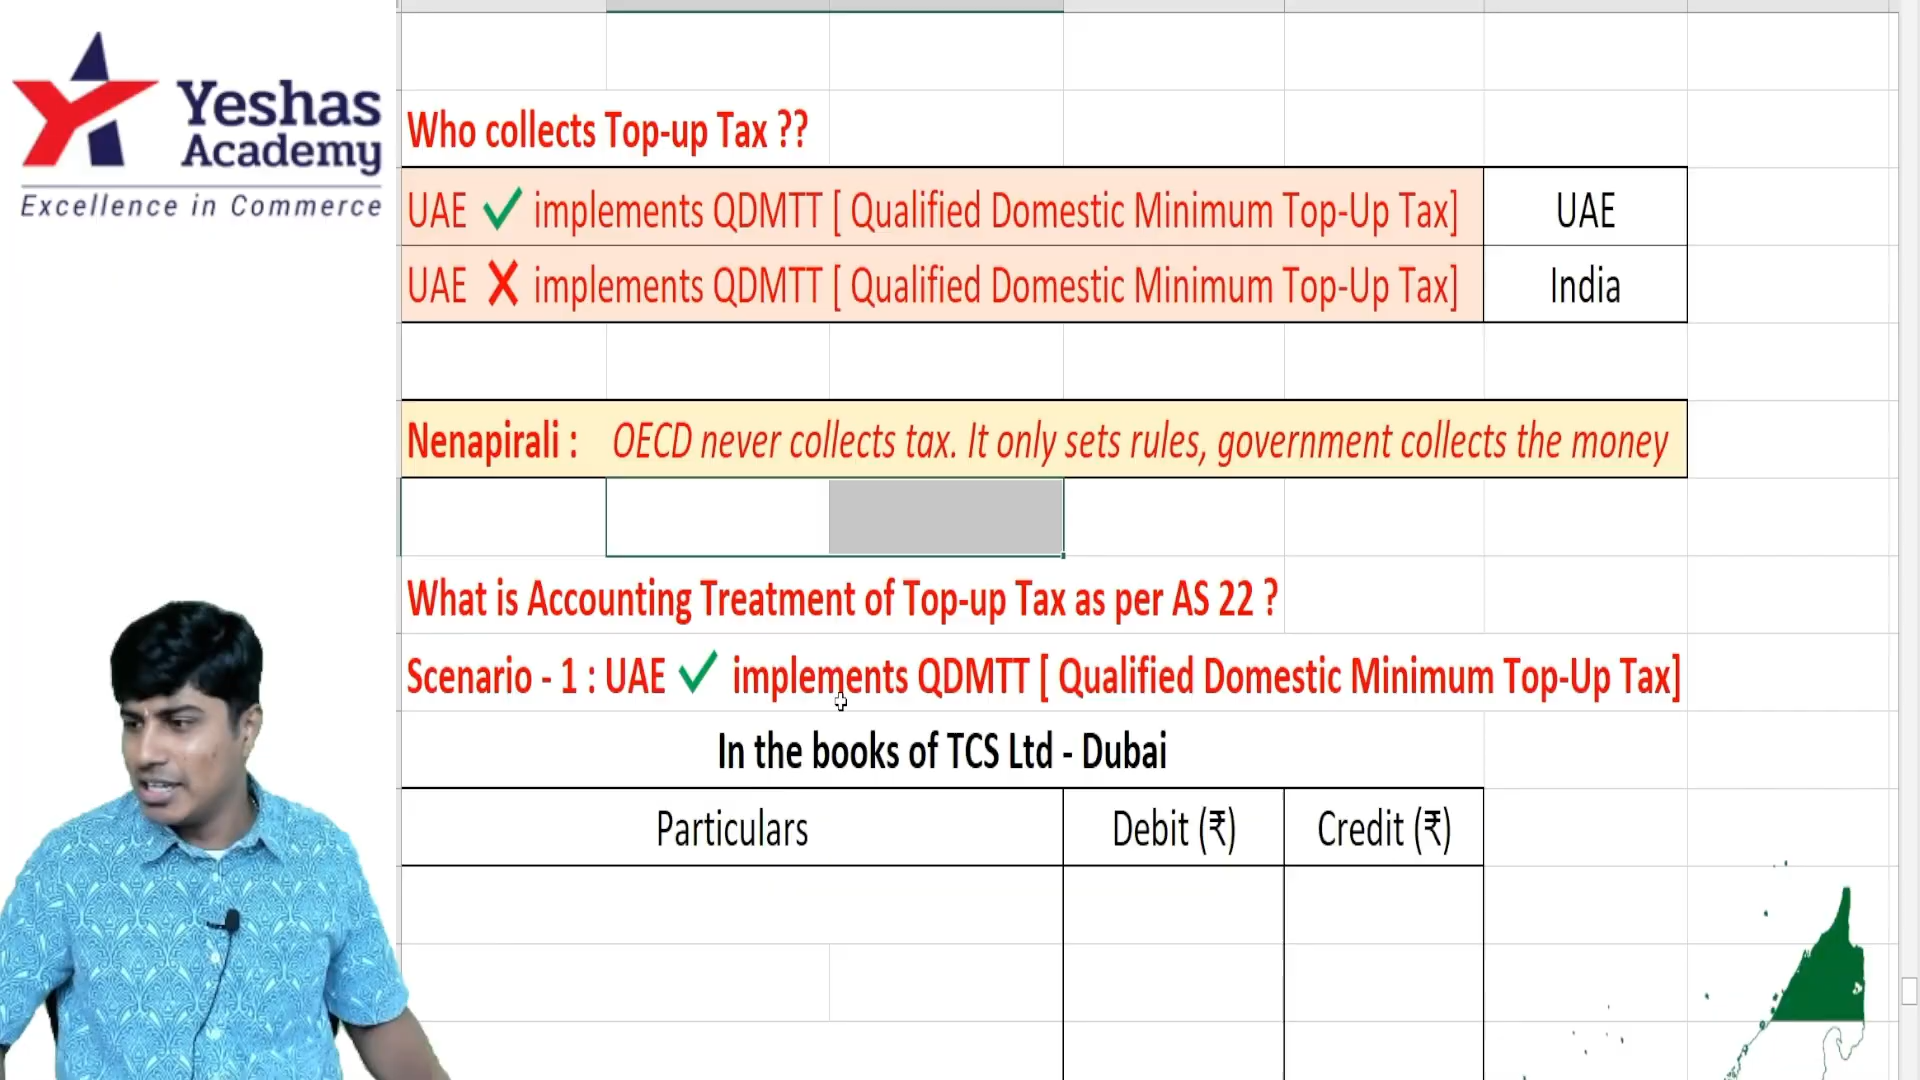 Yeshas
Academy
Excellence in Commerce
Who collects Top-up Tax ??
UAE ✓ implements QDMTT [ Qualified Domestic Minimum Top-Up Tax] UAE
UAE ✗ implements QDMTT [ Qualified Domestic Minimum Top-Up Tax] India
Nenapirali : OECD never collects tax. It only sets rules, government collects the money
What is Accounting Treatment of Top-up Tax as per AS 22 ?
Scenario - 1 : UAE ✓ implements QDMTT [ Qualified Domestic Minimum Top-Up Tax]
In the books of TCS Ltd - Dubai
Particulars Debit (₹) Credit (₹)